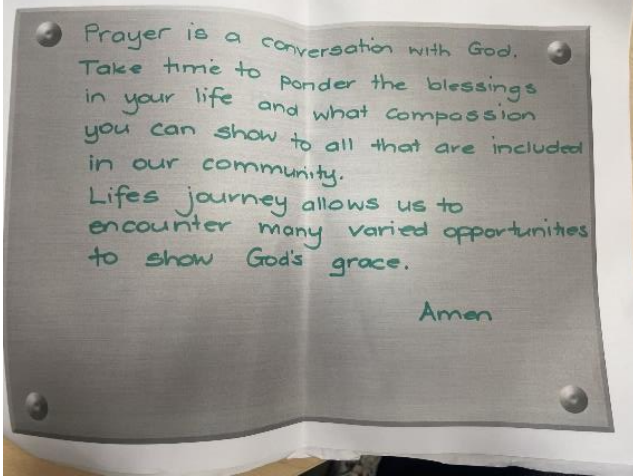 Prayer is a conversation with God.
Take time to ponder the blessings
in your life and what compassion
you can show to all that are included
in our community.
Lifes journey allows us to
encounter many varied opportunities
to show God's grace.
Amen